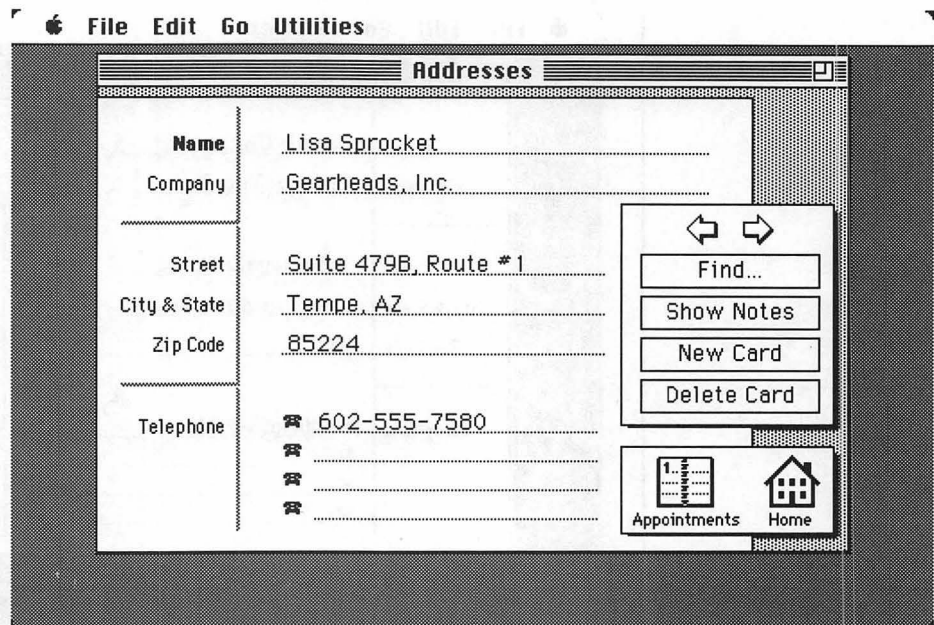 File Edit Go Utilities
Addresses
Name Lisa Sprocket
Company Gearheads, Inc.
Street Suite 479B, Route #1
City & State Tempe, AZ
Zip Code 85224
Telephone 602-555-7580
Find...
Show Notes
New Card
Delete Card
1
Appointments Home